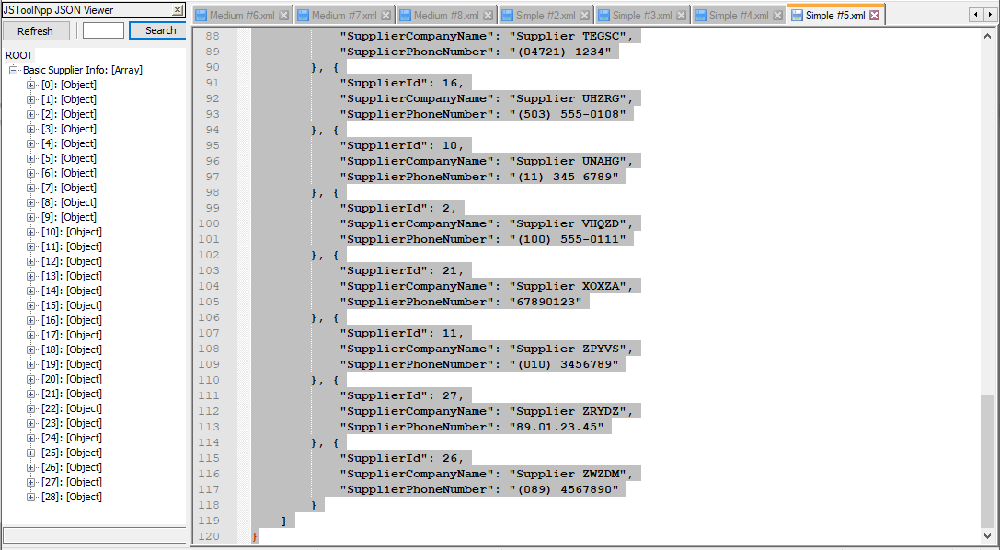 JSToolNpp JSON Viewer
Refresh
Search
ROOT
Basic Supplier Info: [Array]
[0]: [Object]
[1]: [Object]
[2]: [Object]
[3]: [Object]
[4]: [Object]
[5]: [Object]
[6]: [Object]
[7]: [Object]
[8]: [Object]
[9]: [Object]
[10]: [Object]
[11]: [Object]
[12]: [Object]
[13]: [Object]
[14]: [Object]
[15]: [Object]
[16]: [Object]
[17]: [Object]
[18]: [Object]
[19]: [Object]
[20]: [Object]
[21]: [Object]
[22]: [Object]
[23]: [Object]
[24]: [Object]
[25]: [Object]
[26]: [Object]
[27]: [Object]
[28]: [Object]
Medium #6.xml Medium #7.xml Medium #8.xml Simple #2.xml Simple #3.xml Simple #4.xml Simple #5.xml
88 "SupplierCompanyName": "Supplier TEGSC",
89 "SupplierPhoneNumber": "(04721) 1234"
90 }, {
91 "SupplierId": 16,
92 "SupplierCompanyName": "Supplier UHZRG",
93 "SupplierPhoneNumber": "(503) 555-0108"
94 }, {
95 "SupplierId": 10,
96 "SupplierCompanyName": "Supplier UNAHG",
97 "SupplierPhoneNumber": "(11) 345 6789"
98 }, {
99 "SupplierId": 2,
100 "SupplierCompanyName": "Supplier VHQZD",
101 "SupplierPhoneNumber": "(100) 555-0111"
102 }, {
103 "SupplierId": 21,
104 "SupplierCompanyName": "Supplier XOXZA",
105 "SupplierPhoneNumber": "67890123"
106 }, {
107 "SupplierId": 11,
108 "SupplierCompanyName": "Supplier ZPYVS",
109 "SupplierPhoneNumber": "(010) 3456789"
110 }, {
111 "SupplierId": 27,
112 "SupplierCompanyName": "Supplier ZRYDZ",
113 "SupplierPhoneNumber": "89.01.23.45"
114 }, {
115 "SupplierId": 26,
116 "SupplierCompanyName": "Supplier ZWZDM",
117 "SupplierPhoneNumber": "(089) 4567890"
118 }
119 ]
120 }